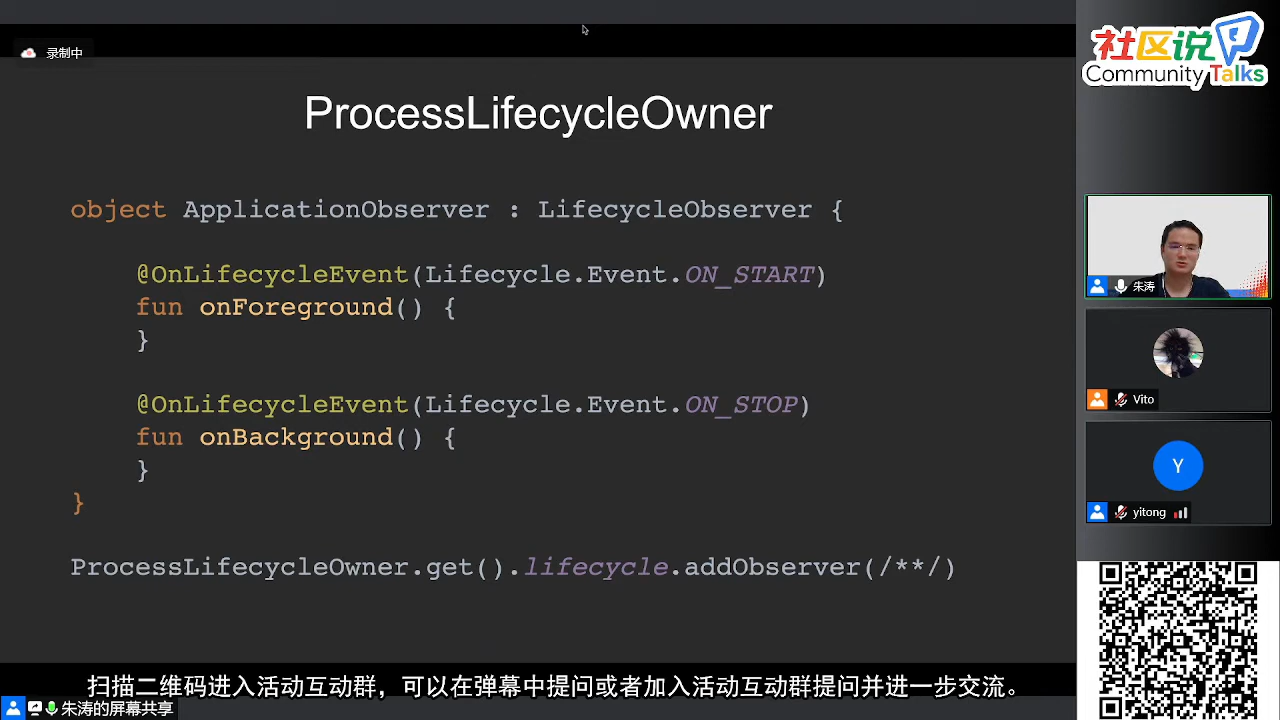 录制中
社区说
Community Talks
ProcessLifecycleOwner
object ApplicationObserver : LifecycleObserver {
@OnLifecycleEvent(Lifecycle.Event.ON_START)
fun onForeground() {
}
@OnLifecycleEvent(Lifecycle.Event.ON_STOP)
fun onBackground() {
}
}
ProcessLifecycleOwner.get().lifecycle.addObserver(/**/)
朱涛
Vito
Y
yitong
扫描二维码进入活动互动群，可以在弹幕中提问或者加入活动互动群提问并进一步交流。
朱涛的屏幕共享